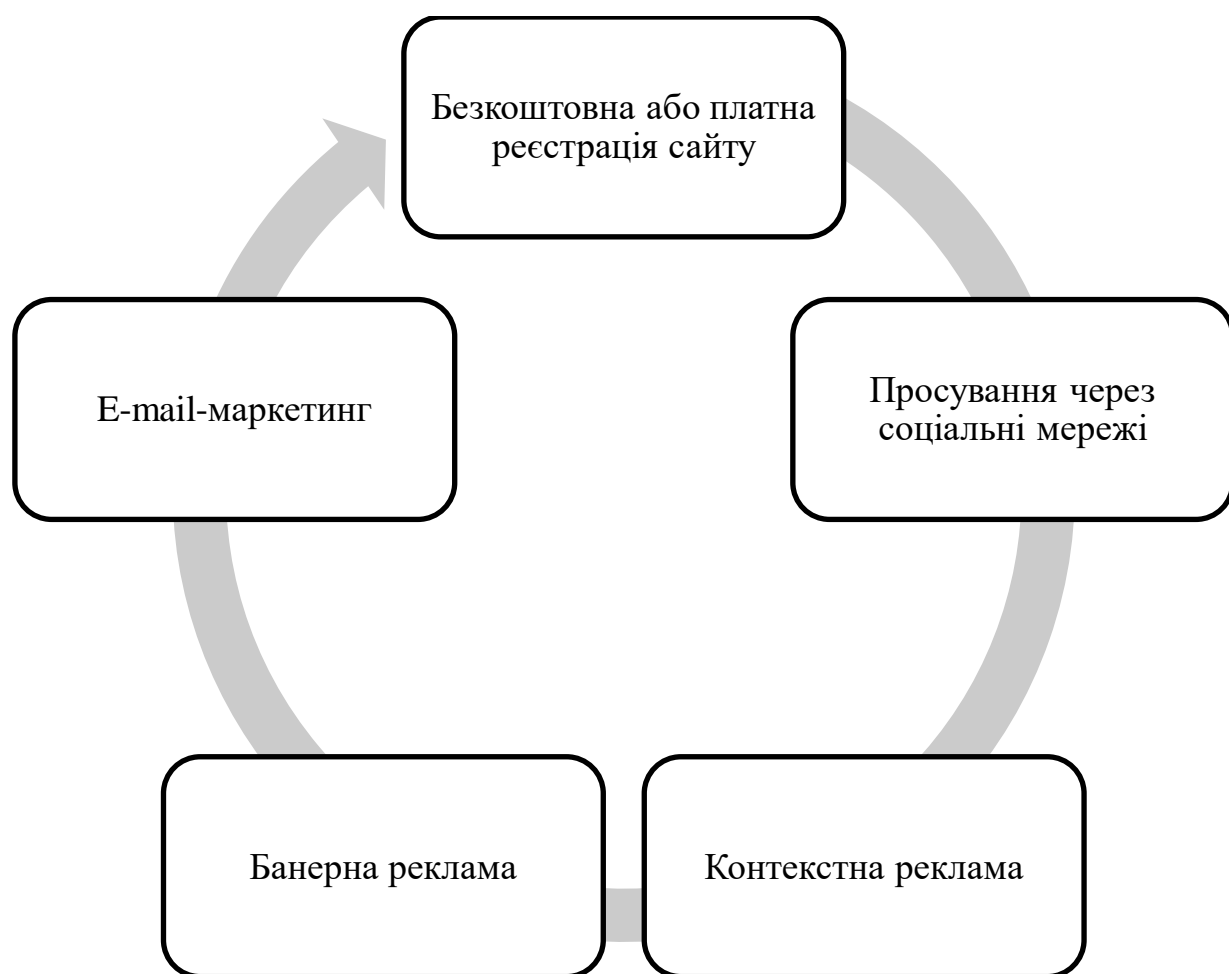 Безкоштовна або платна
реєстрація сайту
Просування через
соціальні мережі
Контекстна реклама
Банерна реклама
E-mail-маркетинг